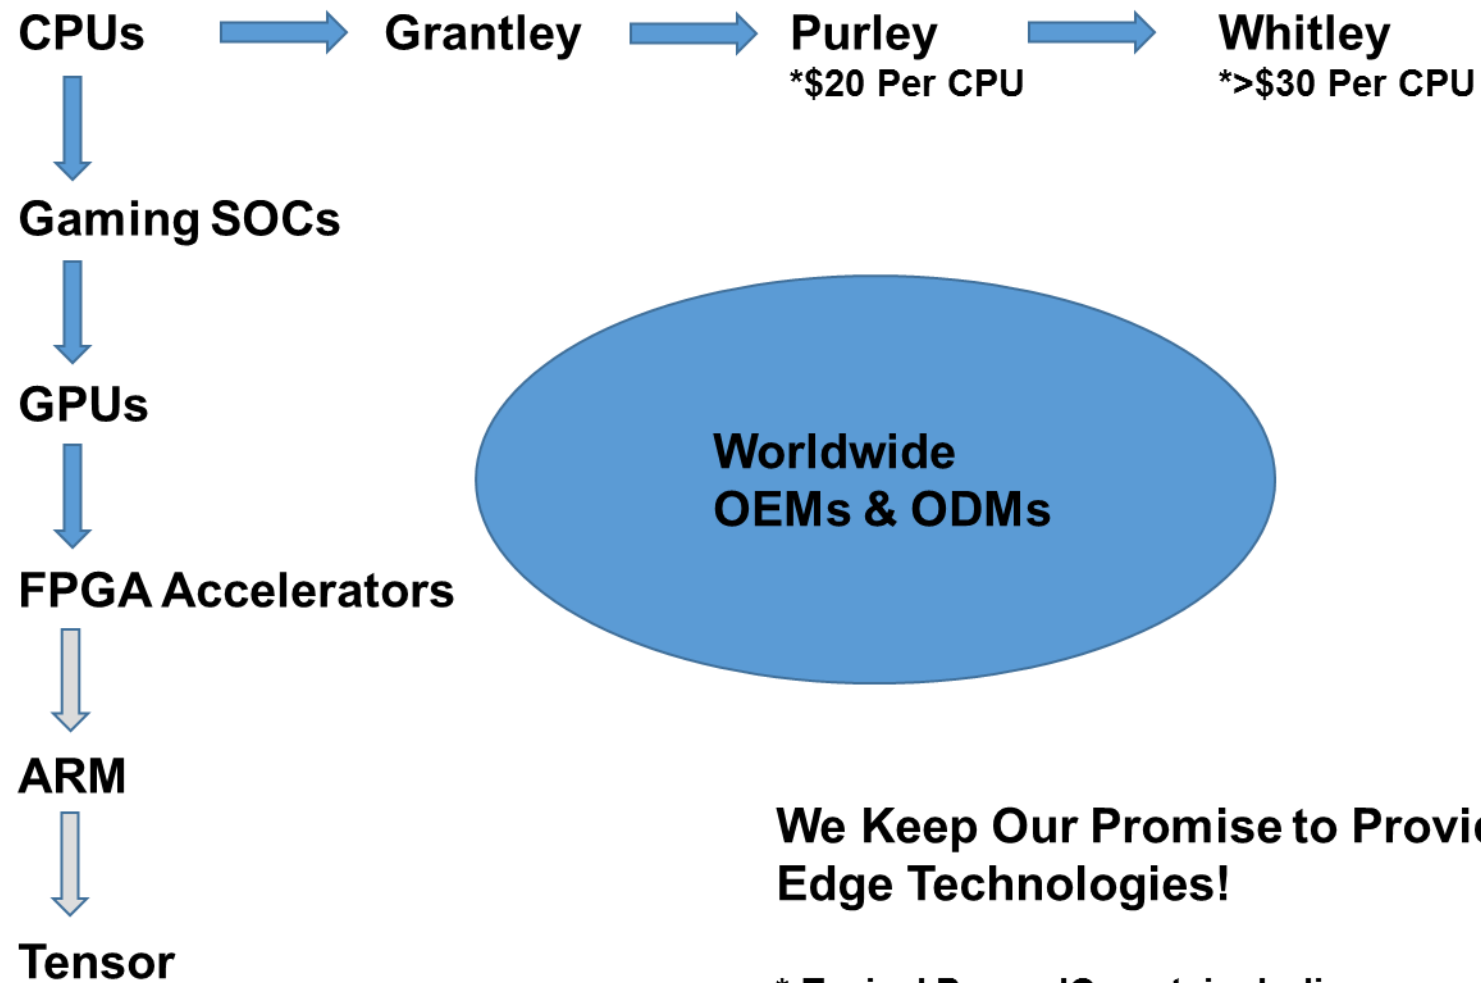 CPUs Grantley Purley Whitley
*$20 Per CPU *>$30 Per CPU
Gaming SOCs
GPUs
Worldwide
OEMs & ODMs
FPGA Accelerators
ARM
We Keep Our Promise to
Edge Technologies!
Tensor